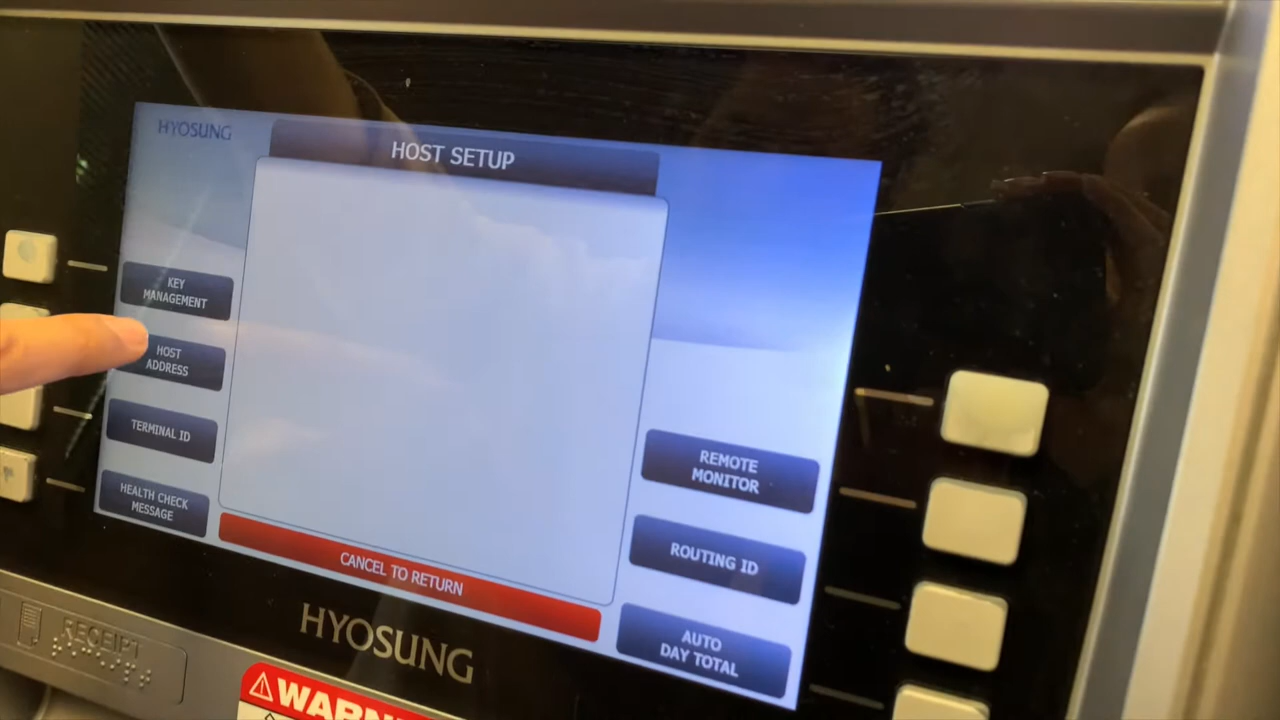 HYOSUNG
HOST SETUP
KEY
MANAGEMENT
HOST
ADDRESS
TERMINAL ID
HEALTH CHECK
MESSAGE
REMOTE
MONITOR
ROUTING ID
AUTO
DAY TOTAL
CANCEL TO RETURN
HYOSUNG
RECEIPT